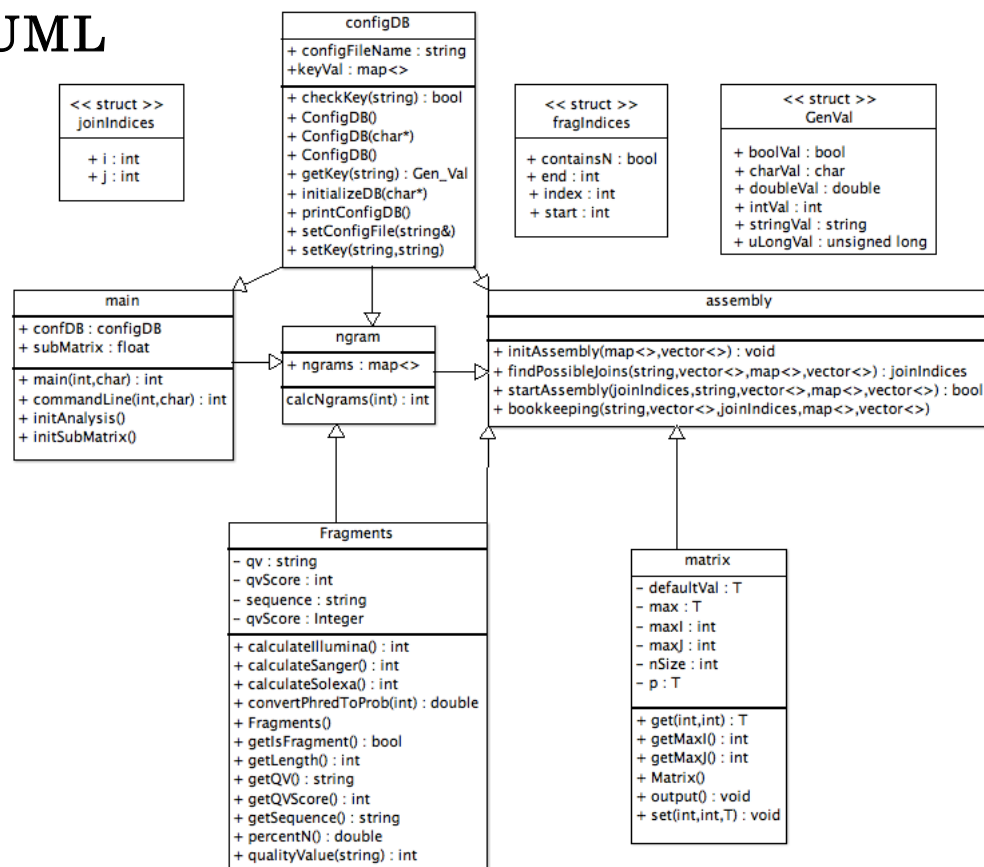 UML
configDB
+ configFileName : string
+keyVal : map<>
+ checkKey(string) : bool
+ ConfigDB()
+ ConfigDB(char*)
+ ConfigDB()
+ getKey(string) : Gen_Val
+ initializeDB(char*)
+ printConfigDB()
+ setConfigFile(string&)
+ setKey(string,string)
<< struct >>
joinIndices
+ i : int
+ j : int
<< struct >>
fragIndices
+ containsN : bool
+ end : int
+ index : int
+ start : int
<< struct >>
GenVal
+ boolVal : bool
+ charVal : char
+ doubleVal : double
+ intVal : int
+ stringVal : string
+ uLongVal : unsigned long
main
+ confDB : configDB
+ subMatrix : float
+ main(int,char) : int
+ commandLine(int,char) : int
+ initAnalysis()
+ initSubMatrix()
ngram
+ ngrams : map<>
calcNgrams(int) : int
assembly
+ initAssembly(map<>,vector<>) : void
+ findPossibleJoins(string,vector<>,map<>,vector<>) : joinIndices
+ startAssembly(joinIndices,string,vector<>,map<>,vector<>) : bool
+ bookkeeping(string,vector<>,joinIndices,map<>,vector<>)
Fragments
- qv : string
- qvScore : int
- sequence : string
- qvScore : Integer
+ calculateIllumina() : int
+ calculateSanger() : int
+ calculateSolexa() : int
+ convertPhredToProb(int) : double
+ Fragments()
+ getIsFragment() : bool
+ getLength() : int
+ getQV() : string
+ getQVScore() : int
+ getSequence() : string
+ percentN() : double
+ qualityValue(string) : int
matrix
- defaultVal : T
- max : T
- maxI : int
- maxJ : int
- nSize : int
- p : T
+ get(int,int) : T
+ getMaxI() : int
+ getMaxJ() : int
+ Matrix()
+ output() : void
+ set(int,int,T) : void